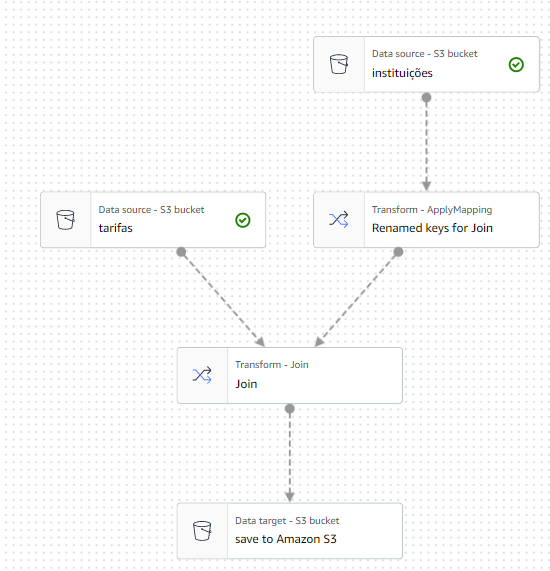 Data source - S3 bucket
instituições
Data source - S3 bucket
tarifas
Transform - ApplyMapping
Renamed keys for Join
Transform - Join
Join
Data target - S3 bucket
save to Amazon S3